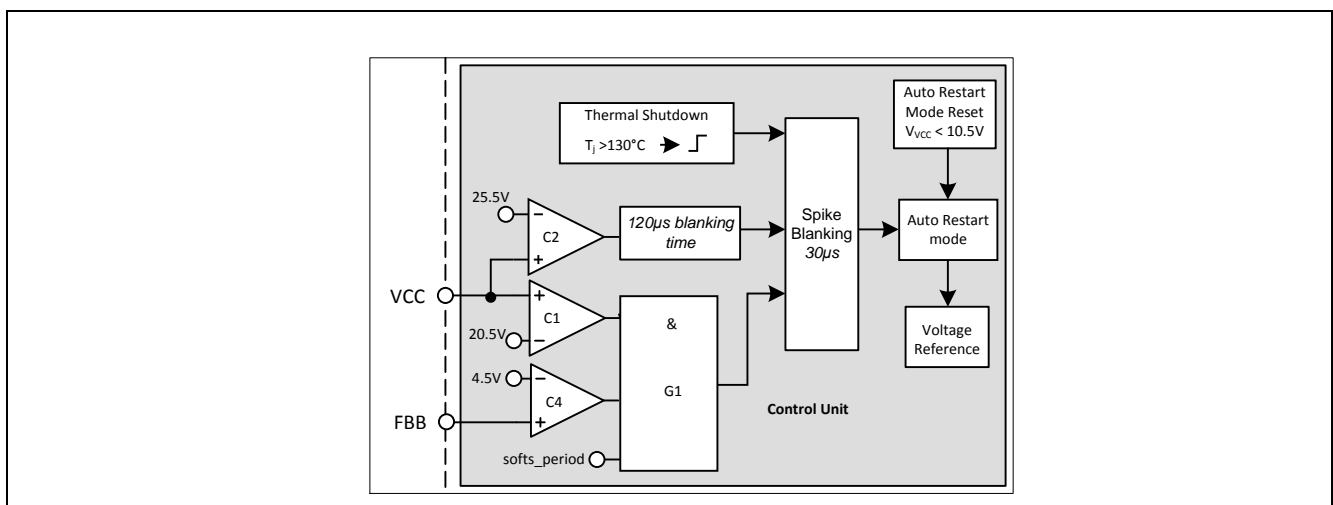 Auto Restart
Mode Reset
V_VCC < 10.5V
Thermal Shutdown
Tj >130°C
25.5V
−
C2
+
120µs blanking
time
Spike
Blanking
30µs
Auto Restart
mode
VCC
+
C1
20.5V
−
&
Voltage
Reference
4.5V
−
C4
G1
Control Unit
FBB
+
softs_period